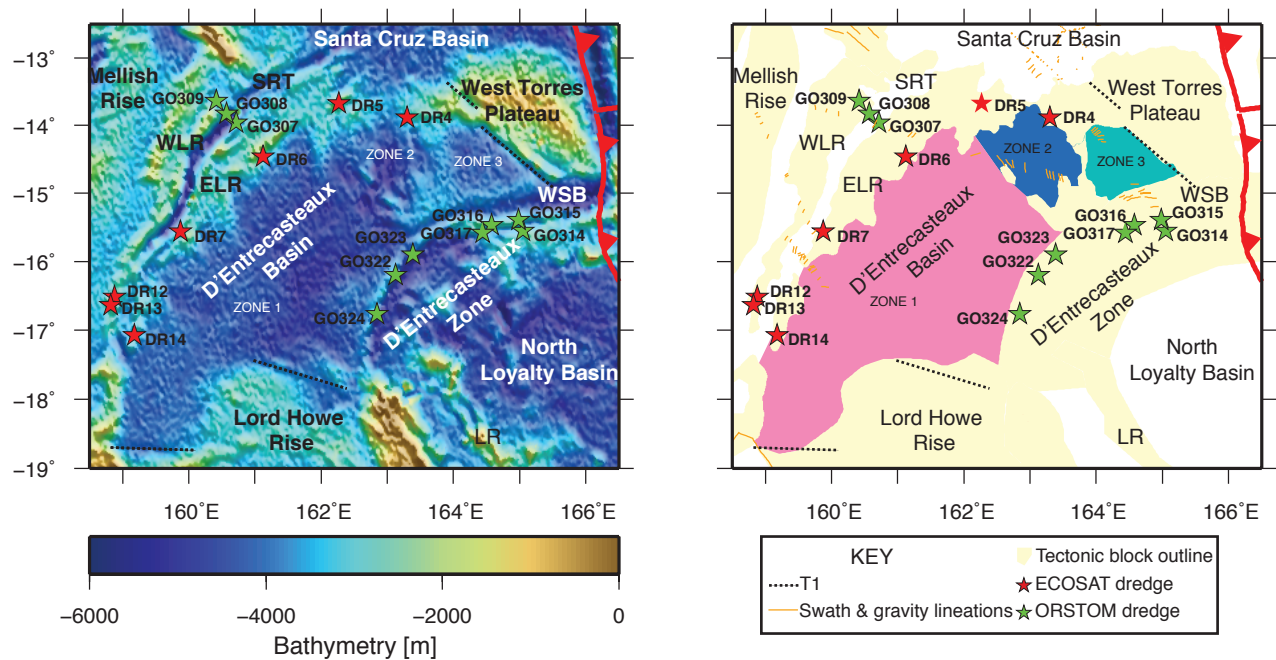 Santa Cruz Basin
Mellish
Rise
SRT
GO309
GO308
GO307
DR5
DR4
West Torres
Plateau
WLR
ELR
DR6
ZONE 2
ZONE 3
WSB
DR7
D'Entrecasteaux
Basin
GO316
GO315
GO317
GO314
GO323
GO322
DR12
DR13
DR14
ZONE 1
GO324
D'Entrecasteaux
Zone
North
Loyalty Basin
Lord Howe
Rise
LR
−13°
−14°
−15°
−16°
−17°
−18°
−19°
160°E
162°E
164°E
166°E
−6000
−4000
−2000
0
Bathymetry [m]
Santa Cruz Basin
Mellish
Rise
SRT
GO309
GO308
GO307
DR5
DR4
West Torres
Plateau
WLR
ELR
DR6
ZONE 2
ZONE 3
WSB
DR7
D'Entrecasteaux
Basin
GO316
GO315
GO317
GO314
GO323
GO322
DR12
DR13
DR14
ZONE 1
GO324
D'Entrecasteaux
Zone
North
Loyalty Basin
Lord Howe
Rise
LR
160°E
162°E
164°E
166°E
KEY
T1
Swath & gravity lineations
Tectonic block outline
ECOSAT dredge
ORSTOM dredge